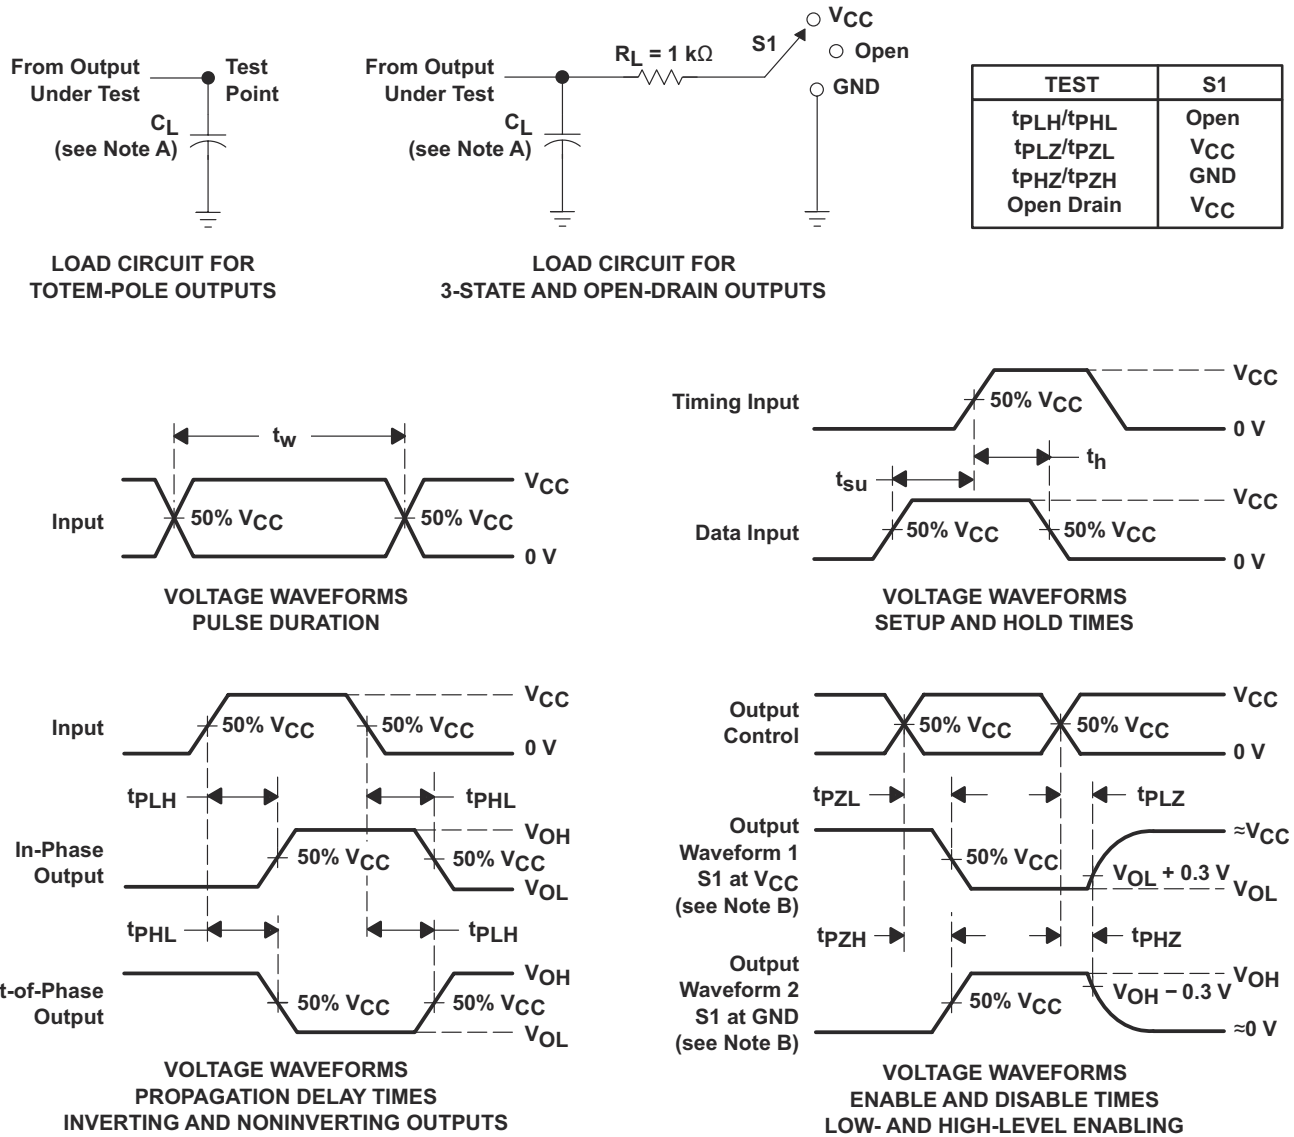 From Output
Under Test
Test
Point
CL
(see Note A)
LOAD CIRCUIT FOR
TOTEM-POLE OUTPUTS
From Output
Under Test
RL = 1 kΩ
S1
VCC
Open
GND
CL
(see Note A)
LOAD CIRCUIT FOR
3-STATE AND OPEN-DRAIN OUTPUTS
TEST S1
tPLH/tPHL Open
tPLZ/tPZL VCC
tPHZ/tPZH GND
Open Drain VCC
tw
Input
50% VCC
50% VCC
VCC
0 V
VOLTAGE WAVEFORMS
PULSE DURATION
Timing Input
50% VCC
VCC
0 V
tsu
th
Data Input
50% VCC
50% VCC
VCC
0 V
VOLTAGE WAVEFORMS
SETUP AND HOLD TIMES
Input
50% VCC
50% VCC
VCC
0 V
tPLH
tPHL
In-Phase
Output
50% VCC
50% VCC
VOH
VOL
tPHL
tPLH
t-of-Phase
Output
50% VCC
50% VCC
VOH
VOL
VOLTAGE WAVEFORMS
PROPAGATION DELAY TIMES
INVERTING AND NONINVERTING OUTPUTS
Output
Control
50% VCC
50% VCC
VCC
0 V
tPZL
tPLZ
Output
Waveform 1
S1 at VCC
(see Note B)
50% VCC
VOL + 0.3 V
≈VCC
VOL
tPZH
tPHZ
Output
Waveform 2
S1 at GND
(see Note B)
50% VCC
VOH − 0.3 V
VOH
≈0 V
VOLTAGE WAVEFORMS
ENABLE AND DISABLE TIMES
LOW- AND HIGH-LEVEL ENABLING